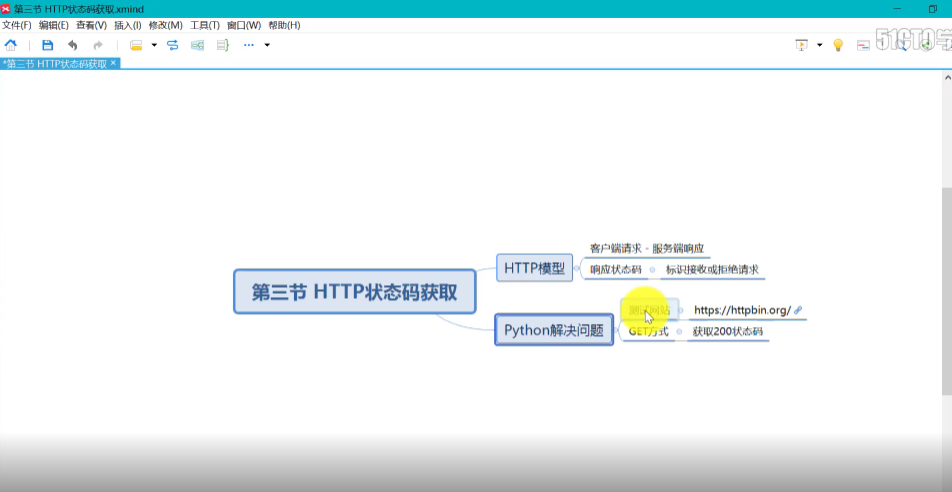 第三节 HTTP状态码获取.xmind
文件(F) 编辑(E) 查看(V) 插入(I) 修改(M) 工具(T) 窗口(W) 帮助(H)
51CTO学
*第三节 HTTP状态码获取
客户端请求 - 服务端响应
HTTP模型
响应状态码 标识接收或拒绝请求
第三节 HTTP状态码获取
测试网站 https://httpbin.org/
Python解决问题
GET方式 获取200状态码